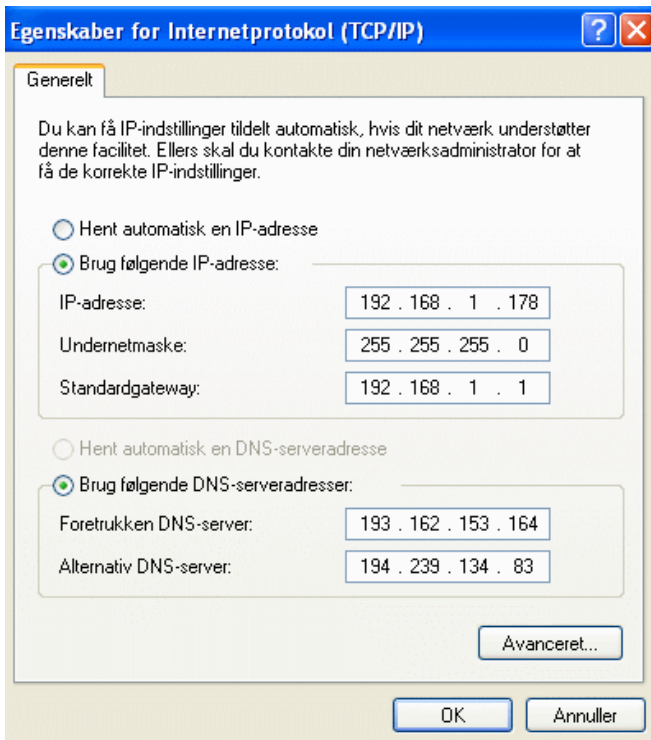 Egenskaber for Internetprotokol (TCP/IP)
Generelt
Du kan få IP-indstillinger tildelt automatisk, hvis dit netværk understøtter
denne facilitet. Ellers skal du kontakte din netværksadministrator for at
få de korrekte IP-indstillinger.
Hent automatisk en IP-adresse
Brug følgende IP-adresse:
IP-adresse: 192 . 168 . 1 . 178
Undernetmaske: 255 . 255 . 255 . 0
Standardgateway: 192 . 168 . 1 . 1
Hent automatisk en DNS-serveradresse
Brug følgende DNS-serveradresser:
Foretrukken DNS-server: 193 . 162 . 153 . 164
Alternativ DNS-server: 194 . 239 . 134 . 83
Avanceret...
OK Annuller